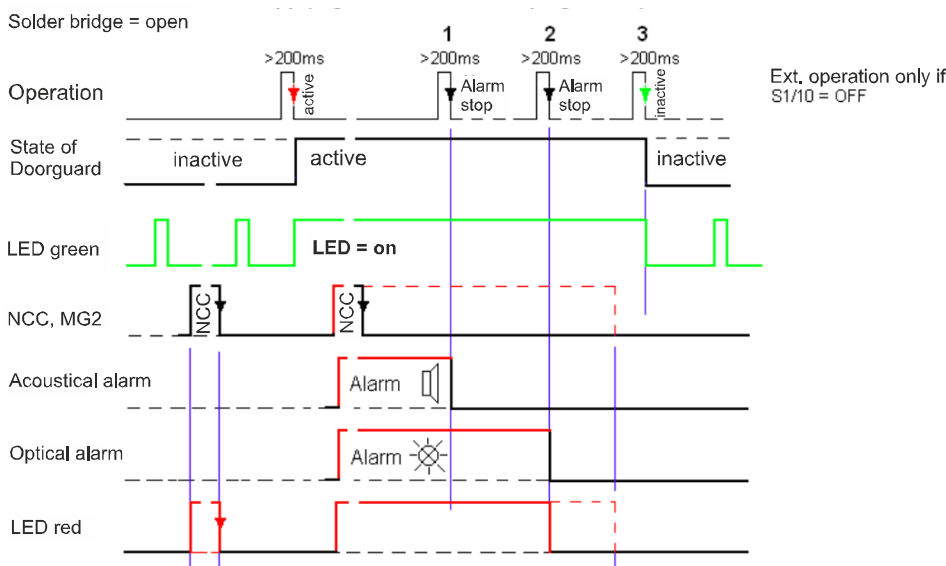 Solder bridge = open
1 2 3
>200ms >200ms >200ms >200ms
Operation
active
Alarm
stop
Alarm
stop
inactive
Ext. operation only if
S1/10 = OFF
State of
Doorguard
inactive active inactive
LED green
LED = on
NCC, MG2
NCC NCC
Acoustical alarm
Alarm
Optical alarm
Alarm
LED red